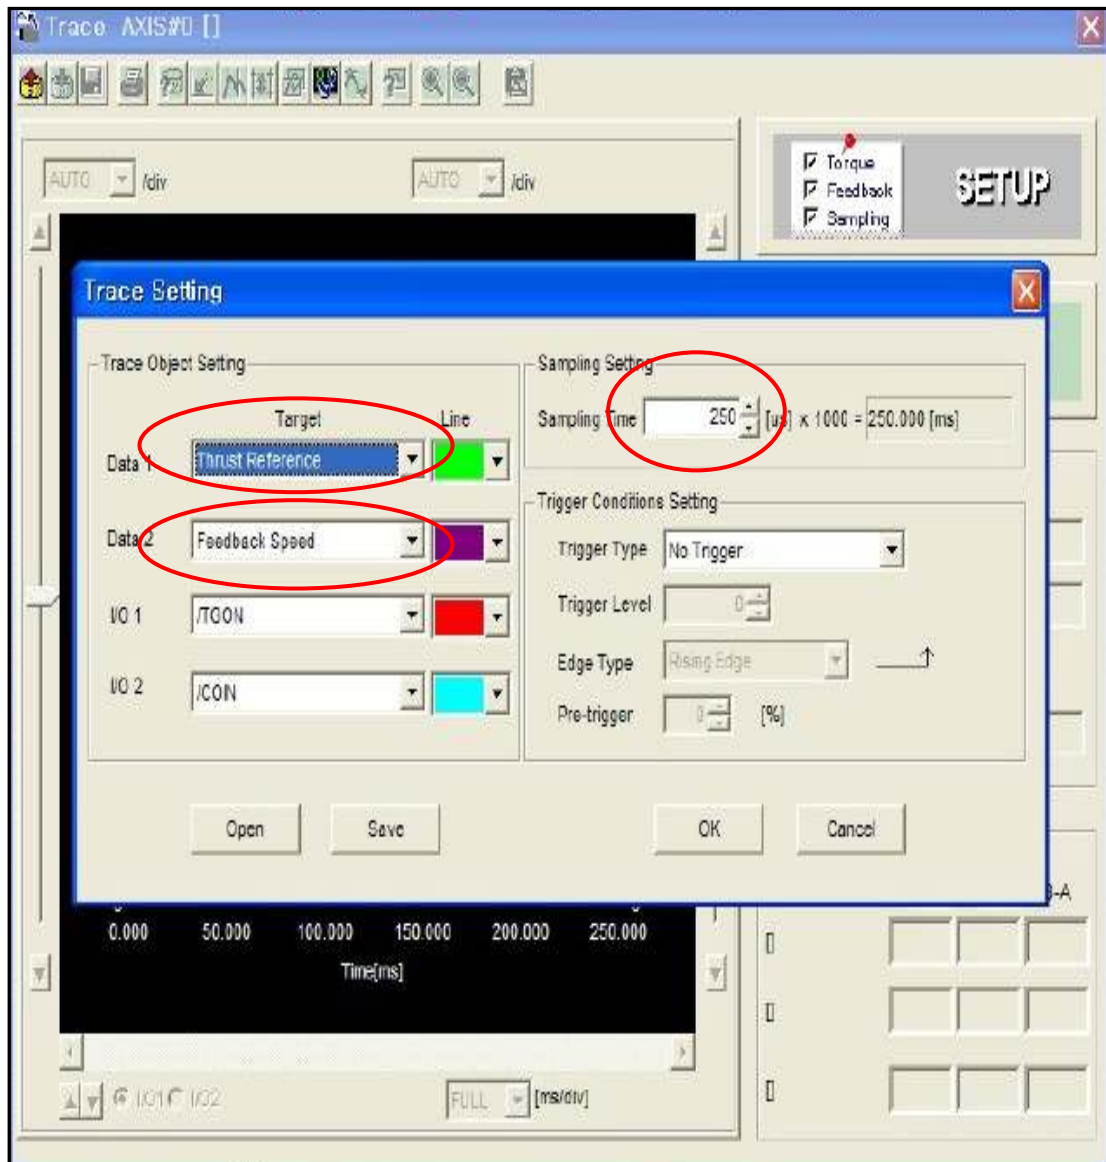 Trace AXIS#0 []
AUTO /div
AUTO /div
Torque
Feedback
Sampling
SETUP
Trace Setting
Trace Object Setting
Target Line
Data 1 Thrust Reference
Data 2 Feedback Speed
I/O 1 /TGON
I/O 2 /COIN
Open Save
Sampling Setting
Sampling Time 250 [us] x 1000 = 250.000 [ms]
Trigger Conditions Setting
Trigger Type No Trigger
Trigger Level 0
Edge Type Rising Edge
Pre-trigger 0 [%]
OK Cancel
-A
0.000 50.000 100.000 150.000 200.000 250.000
Time[ms]
[]
[]
[]
I/O1 I/O2
FULL [ms/div]